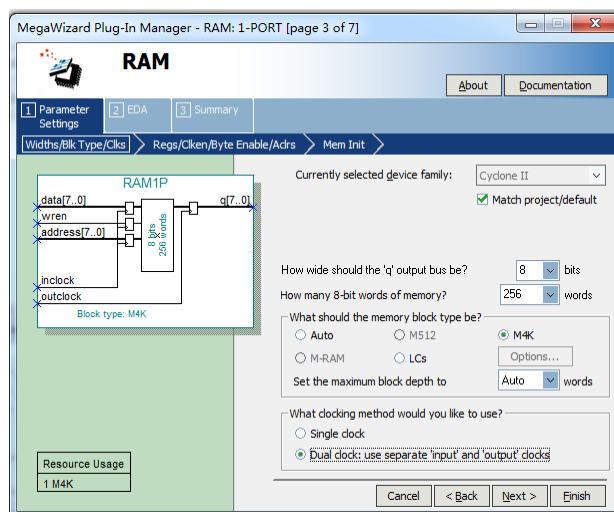 MegaWizard Plug-In Manager - RAM: 1-PORT [page 3 of 7]
RAM
About
Documentation
1 Parameter Settings
2 EDA
3 Summary
Widths/Blk Type/Clks
Regs/Clken/Byte Enable/Aclrs
Mem Init
RAM1P
data[7..0]
q[7..0]
wren
address[7..0]
8 bits
256 words
inclock
outclock
Block type: M4K
Currently selected device family:
Cyclone II
Match project/default
How wide should the 'q' output bus be?
8
bits
How many 8-bit words of memory?
256
words
What should the memory block type be?
Auto
M512
M4K
M-RAM
LCs
Options...
Set the maximum block depth to
Auto
words
What clocking method would you like to use?
Single clock
Dual clock: use separate 'input' and 'output' clocks
Resource Usage
1 M4K
Cancel
< Back
Next >
Finish